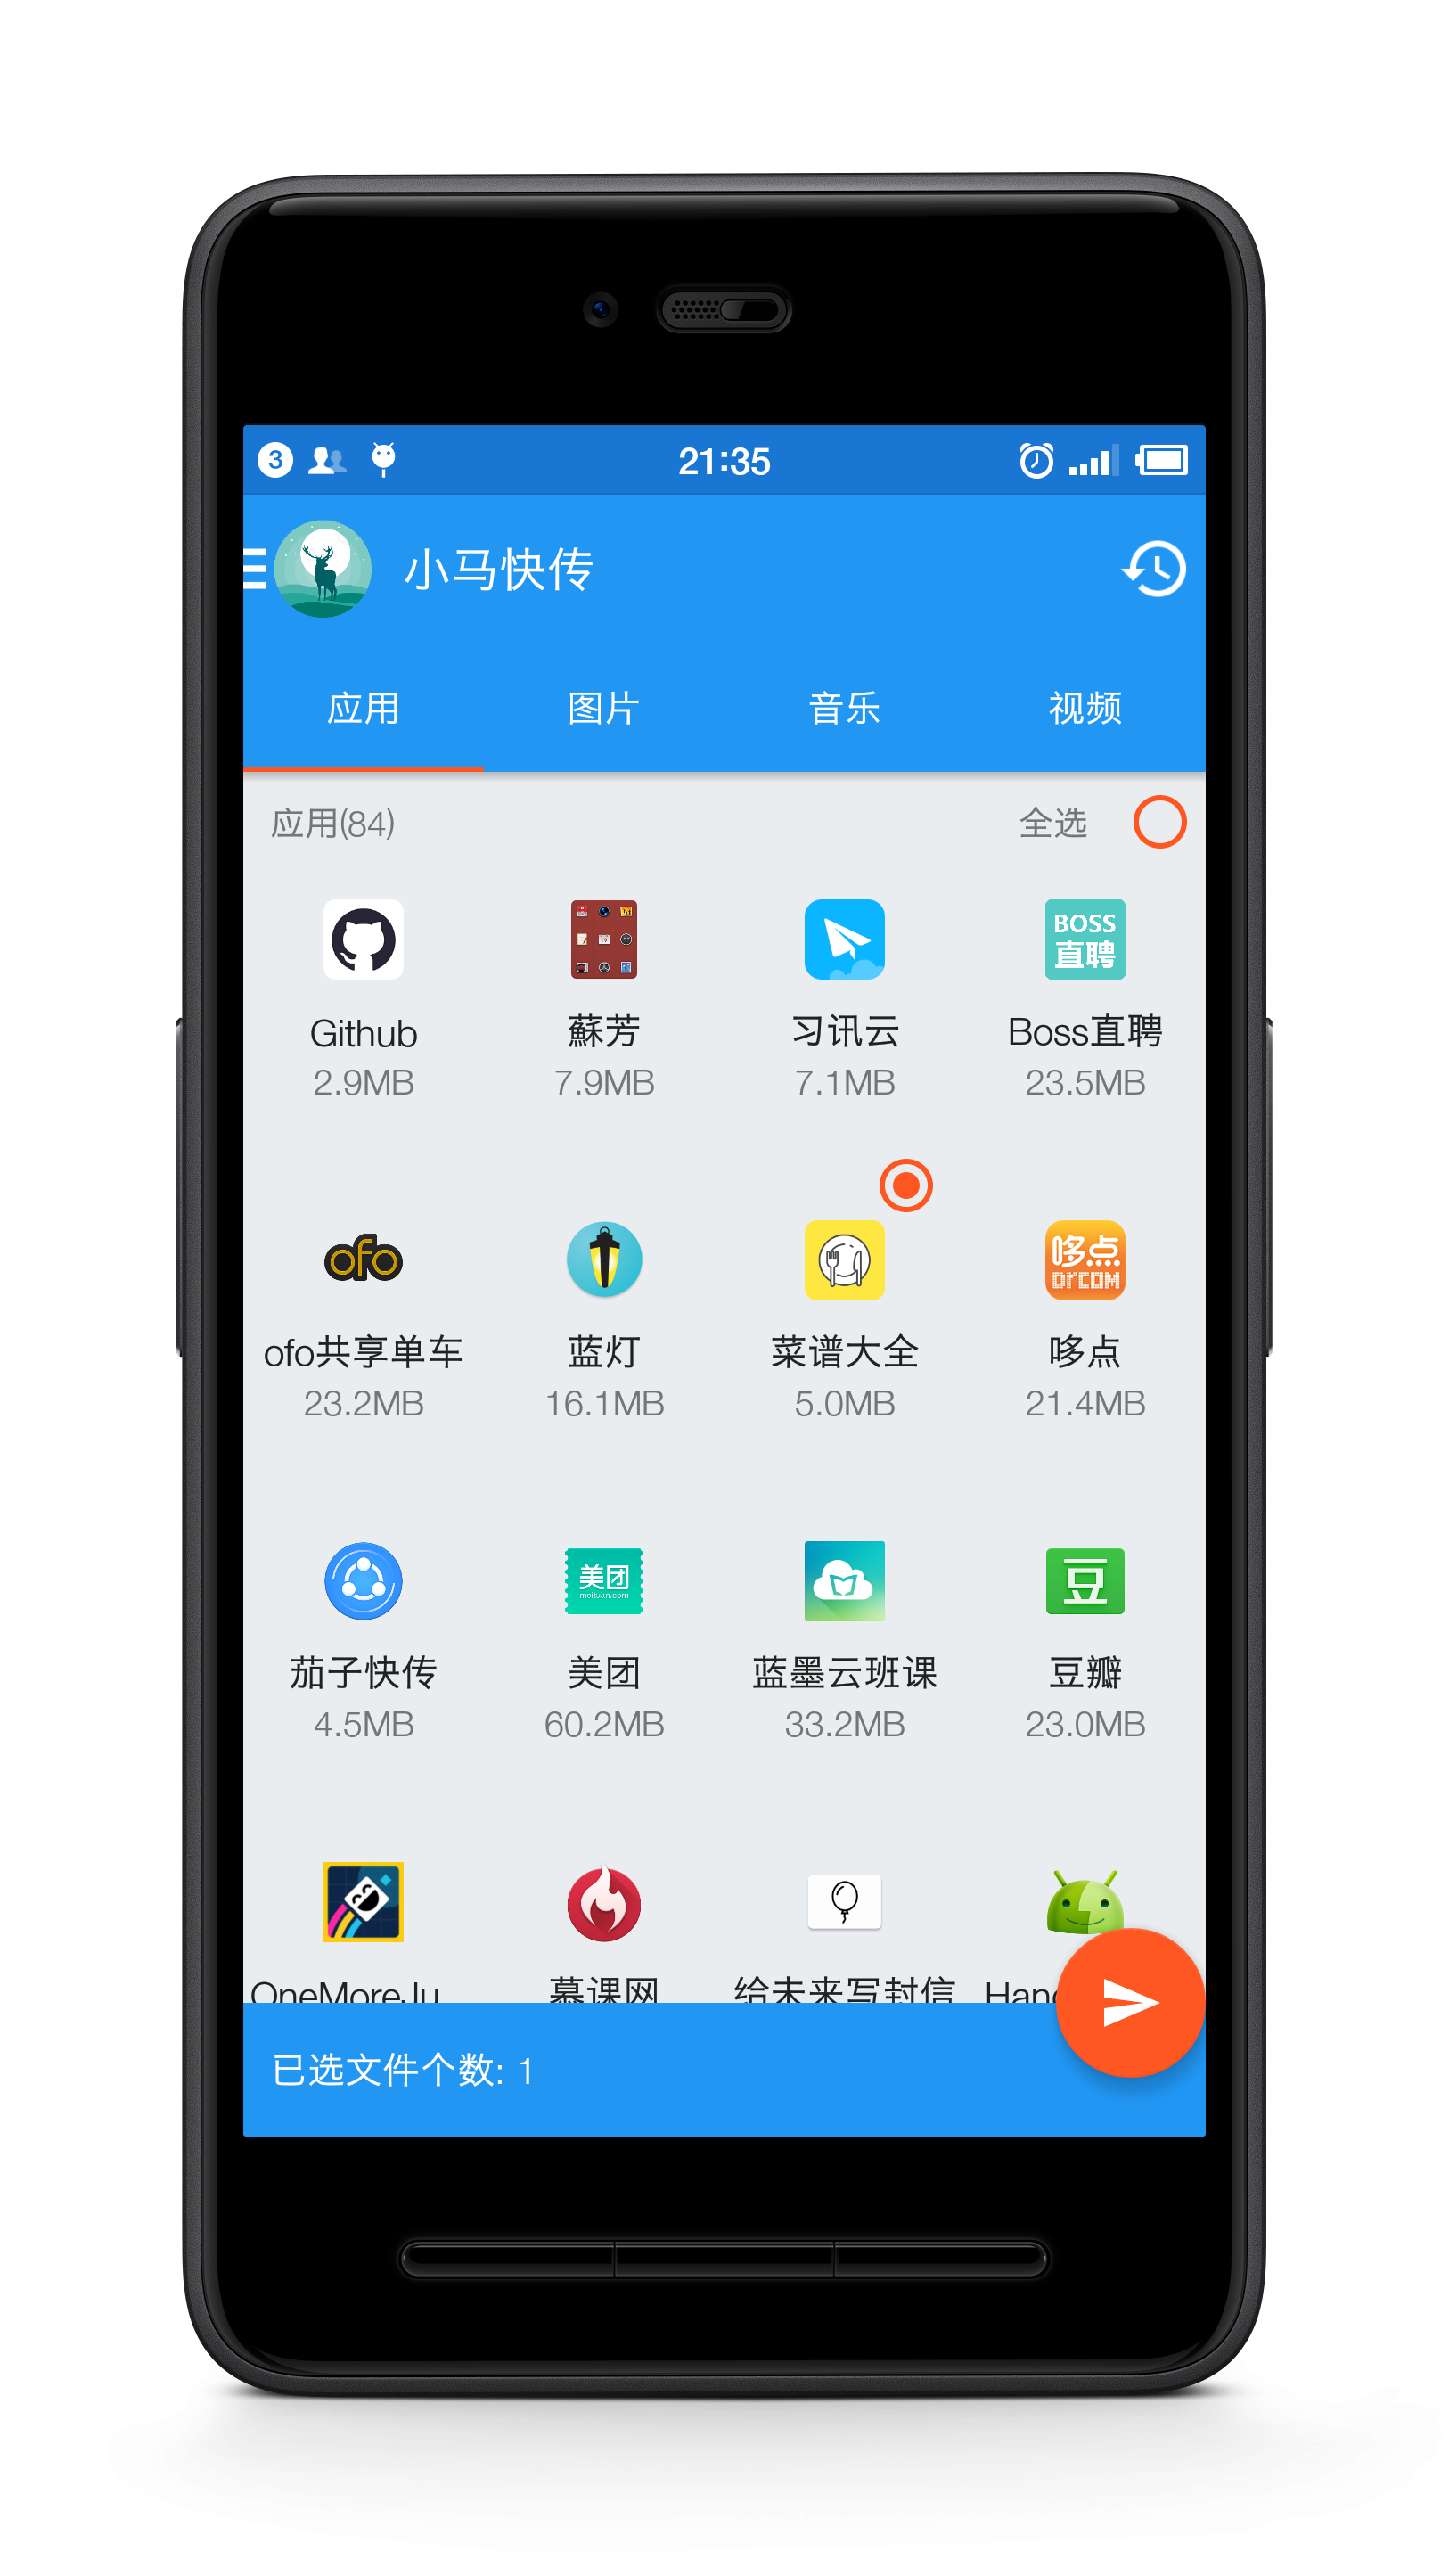 3
21:35
小马快传
应用 图片 音乐 视频
应用(84) 全选
BOSS
直聘
Github 蘇芳 习讯云 Boss直聘
2.9MB 7.9MB 7.1MB 23.5MB
ofo 哆点
DrCOM
ofo共享单车 蓝灯 菜谱大全 哆点
23.2MB 16.1MB 5.0MB 21.4MB
美团 豆
meituan.com
茄子快传 美团 蓝墨云班课 豆瓣
4.5MB 60.2MB 33.2MB 23.0MB
OneMoreJu 慕课网 给未来写封信
已选文件个数: 1